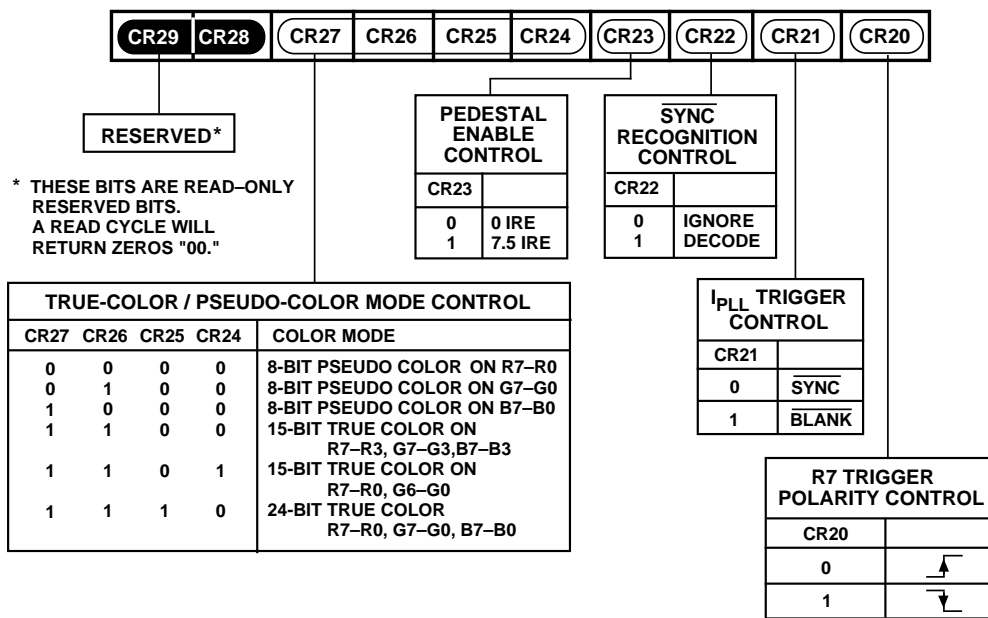 CR29 CR28 CR27 CR26 CR25 CR24 CR23 CR22 CR21 CR20
RESERVED*
* THESE BITS ARE READ–ONLY
RESERVED BITS.
A READ CYCLE WILL
RETURN ZEROS "00."
PEDESTAL
ENABLE
CONTROL
CR23
0 0 IRE
1 7.5 IRE
SYNC
RECOGNITION
CONTROL
CR22
0 IGNORE
1 DECODE
TRUE-COLOR / PSEUDO-COLOR MODE CONTROL
CR27 CR26 CR25 CR24 COLOR MODE
0 0 0 0 8-BIT PSEUDO COLOR ON R7–R0
0 1 0 0 8-BIT PSEUDO COLOR ON G7–G0
1 0 0 0 8-BIT PSEUDO COLOR ON B7–B0
1 1 0 0 15-BIT TRUE COLOR ON
R7–R3, G7–G3,B7–B3
1 1 0 1 15-BIT TRUE COLOR ON
R7–R0, G6–G0
1 1 1 0 24-BIT TRUE COLOR
R7–R0, G7–G0, B7–B0
IPLL TRIGGER
CONTROL
CR21
0 SYNC
1 BLANK
R7 TRIGGER
POLARITY CONTROL
CR20
0
1